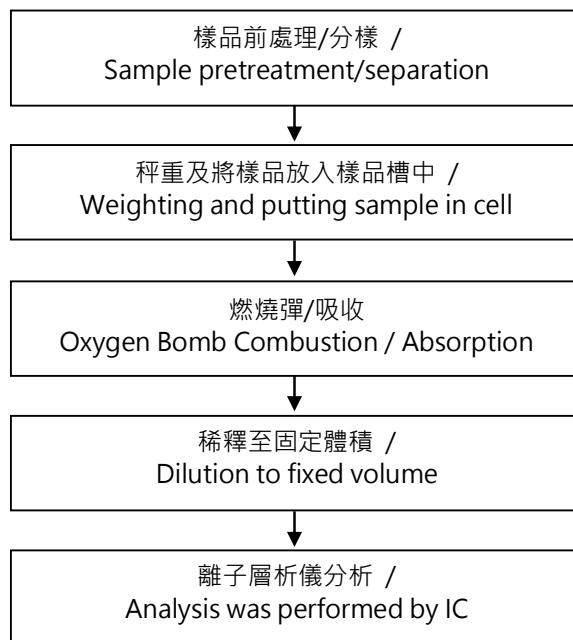 樣品前處理/分樣 /
Sample pretreatment/separation
秤重及將樣品放入樣品槽中 /
Weighting and putting sample in cell
燃燒彈/吸收
Oxygen Bomb Combustion / Absorption
稀釋至固定體積 /
Dilution to fixed volume
離子層析儀分析 /
Analysis was performed by IC